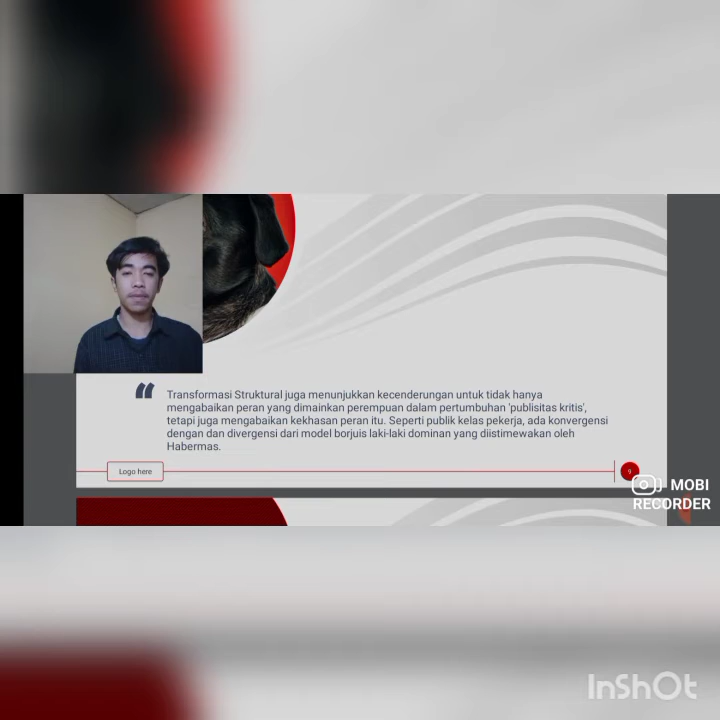 “
Transformasi Struktural juga menunjukkan kecenderungan untuk tidak hanya
mengabaikan peran yang dimainkan perempuan dalam pertumbuhan 'publisitas kritis',
tetapi juga mengabaikan kekhasan peran itu. Seperti publik kelas pekerja, ada konvergensi
dengan dan divergensi dari model borjuis laki-laki dominan yang diistimewakan oleh
Habermas.
Logo here
9
MOBI
RECORDER
InShOt